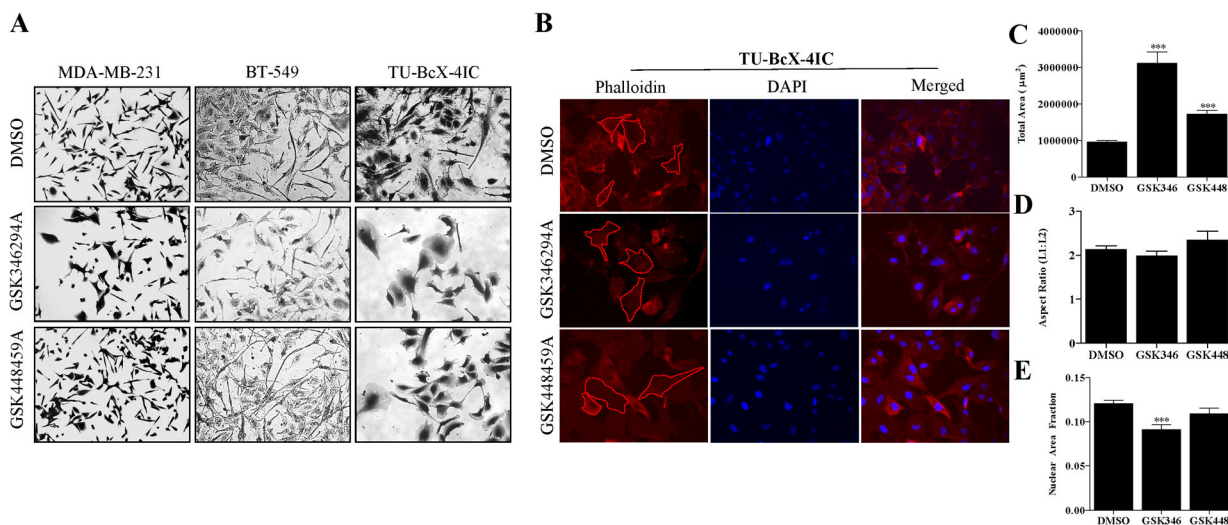 A
MDA-MB-231
BT-549
TU-BcX-4IC
DMSO
GSK346294A
GSK448459A
B
TU-BcX-4IC
Phalloidin
DAPI
Merged
DMSO
GSK346294A
GSK448459A
C
Total Area ( μm²)
4000000
3000000
2000000
1000000
0
***
***
DMSO
GSK346
GSK448
D
Aspect Ratio (L1:L2)
3
2
1
0
DMSO
GSK346
GSK448
E
Nuclear Area Fraction
0.15
0.10
0.05
0.00
***
DMSO
GSK346
GSK448